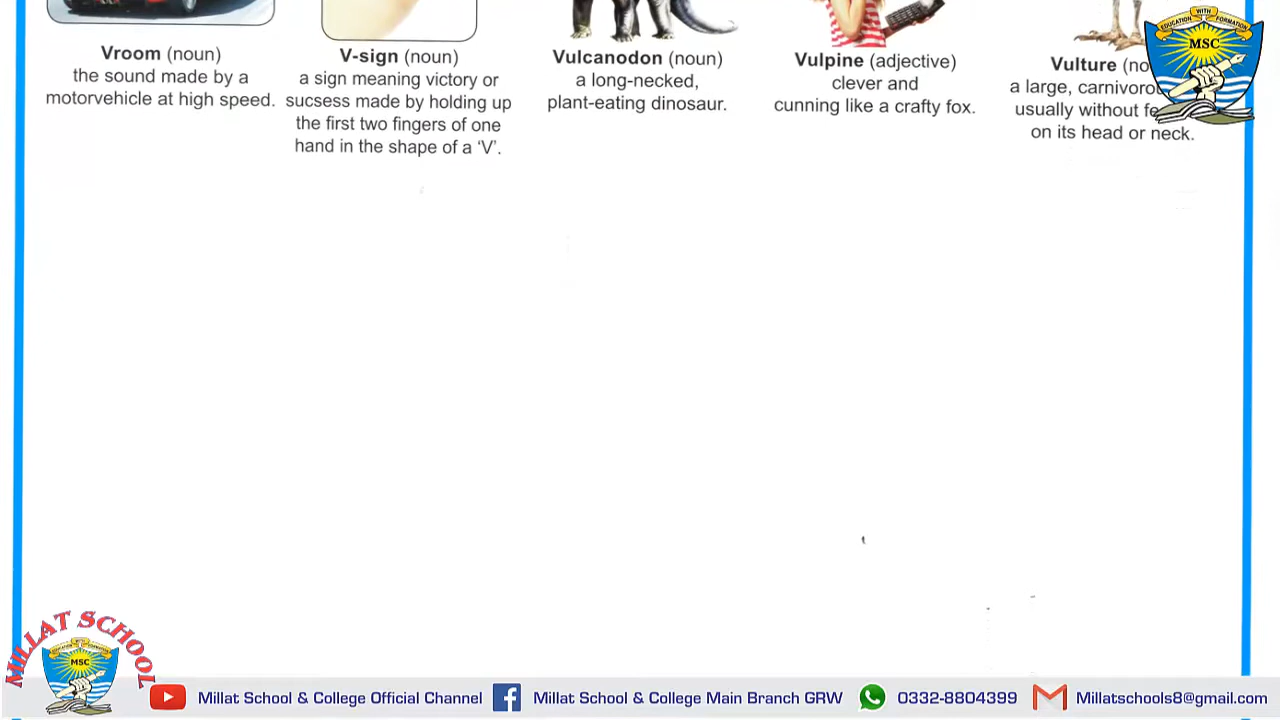 Vroom (noun)
the sound made by a
motorvehicle at high speed.
V-sign (noun)
a sign meaning victory or
sucsess made by holding up
the first two fingers of one
hand in the shape of a ‘V’.
Vulcanodon (noun)
a long-necked,
plant-eating dinosaur.
Vulpine (adjective)
clever and
cunning like a crafty fox.
Vulture
a large,
usually without
on its head or neck.
EDUCATION WITH FORMATION
MSC
MILLAT SCHOOL
MSC
Millat School & College Official Channel
Millat School & College Main Branch GRW
0332-8804399
Millatschools8@gmail.com